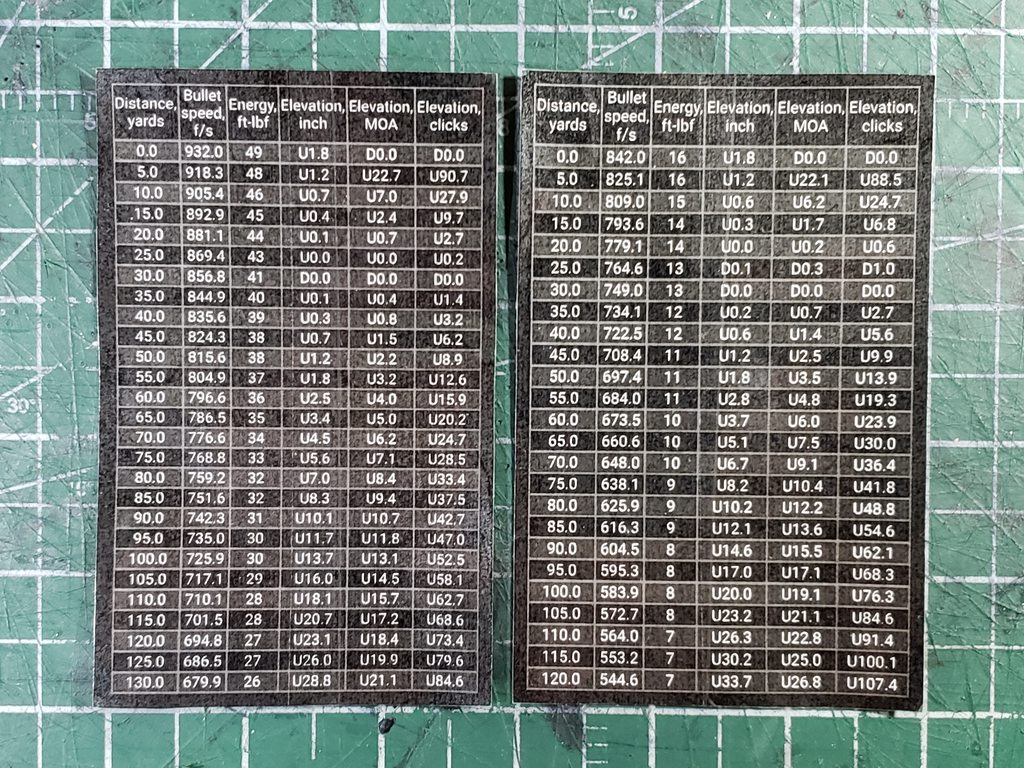 Distance, yards Bullet speed, f/s Energy, ft-lbf Elevation, inch Elevation, MOA Elevation, clicks
0.0 932.0 49 U1.8 D0.0 D0.0
5.0 918.3 48 U1.2 U22.7 U90.7
10.0 905.4 46 U0.7 U7.0 U27.9
15.0 892.9 45 U0.4 U2.4 U9.7
20.0 881.1 44 U0.1 U0.7 U2.7
25.0 869.4 43 U0.0 U0.0 U0.2
30.0 856.8 41 D0.0 D0.0 D0.0
35.0 844.9 40 U0.1 U0.4 U1.4
40.0 835.6 39 U0.3 U0.8 U3.2
45.0 824.3 38 U0.7 U1.5 U6.2
50.0 815.6 38 U1.2 U2.2 U8.9
55.0 804.9 37 U1.8 U3.2 U12.6
60.0 796.6 36 U2.5 U4.0 U15.9
65.0 786.5 35 U3.4 U5.0 U20.2
70.0 776.6 34 U4.5 U6.2 U24.7
75.0 768.8 33 U5.6 U7.1 U28.5
80.0 759.2 32 U7.0 U8.4 U33.4
85.0 751.6 32 U8.3 U9.4 U37.5
90.0 742.3 31 U10.1 U10.7 U42.7
95.0 735.0 30 U11.7 U11.8 U47.0
100.0 725.9 30 U13.7 U13.1 U52.5
105.0 717.1 29 U16.0 U14.5 U58.1
110.0 710.1 28 U18.1 U15.7 U62.7
115.0 701.5 28 U20.7 U17.2 U68.6
120.0 694.8 27 U23.1 U18.4 U73.4
125.0 686.5 27 U26.0 U19.9 U79.6
130.0 679.9 26 U28.8 U21.1 U84.6
Distance, yards Bullet speed, f/s Energy, ft-lbf Elevation, inch Elevation, MOA Elevation, clicks
0.0 842.0 16 U1.8 D0.0 D0.0
5.0 825.1 16 U1.2 U22.1 U88.5
10.0 809.0 15 U0.6 U6.2 U24.7
15.0 793.6 14 U0.3 U1.7 U6.8
20.0 779.1 14 U0.0 U0.2 U0.6
25.0 764.6 13 D0.1 D0.3 D1.0
30.0 749.0 13 D0.0 D0.0 D0.0
35.0 734.1 12 U0.2 U0.7 U2.7
40.0 722.5 12 U0.6 U1.4 U5.6
45.0 708.4 11 U1.2 U2.5 U9.9
50.0 697.4 11 U1.8 U3.5 U13.9
55.0 684.0 11 U2.8 U4.8 U19.3
60.0 673.5 10 U3.7 U6.0 U23.9
65.0 660.6 10 U5.1 U7.5 U30.0
70.0 648.0 10 U6.7 U9.1 U36.4
75.0 638.1 9 U8.2 U10.4 U41.8
80.0 625.9 9 U10.2 U12.2 U48.8
85.0 616.3 9 U12.1 U13.6 U54.6
90.0 604.5 8 U14.6 U15.5 U62.1
95.0 595.3 8 U17.0 U17.1 U68.3
100.0 583.9 8 U20.0 U19.1 U76.3
105.0 572.7 8 U23.2 U21.1 U84.6
110.0 564.0 7 U26.3 U22.8 U91.4
115.0 553.2 7 U30.2 U25.0 U100.1
120.0 544.6 7 U33.7 U26.8 U107.4
5
30°